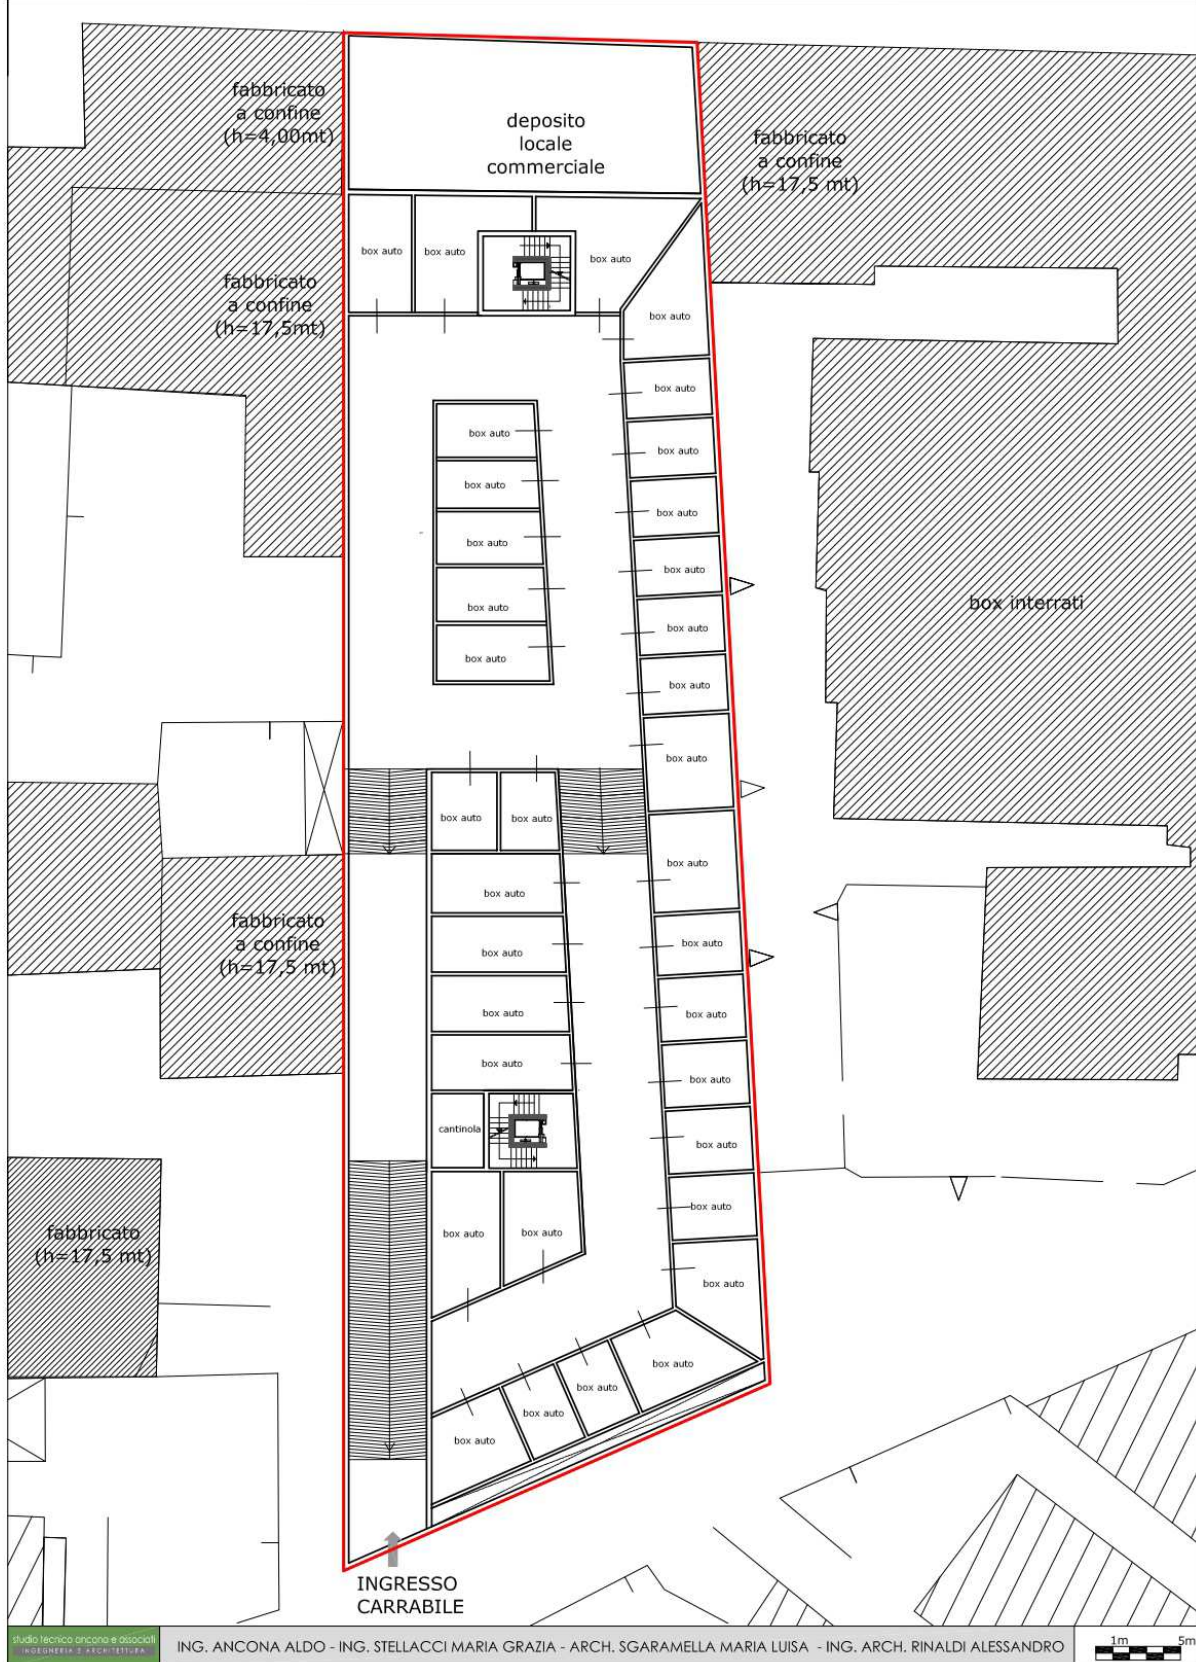 fabbricato
a confine
(h=4,00mt)
deposito
locale
commerciale
fabbricato
a confine
(h=17,5 mt)
box auto
box auto
box auto
fabbricato
a confine
(h=17,5mt)
box auto
box auto
box auto
box auto
box auto
box auto
box auto
box auto
box auto
box interrati
box auto
box auto
box auto
box auto
box auto
box auto
box auto
box auto
box auto
fabbricato
a confine
(h=17,5 mt)
box auto
box auto
box auto
box auto
box auto
box auto
cantinola
box auto
box auto
box auto
box auto
fabbricato
(h=17,5 mt)
box auto
box auto
box auto
box auto
box auto
box auto
INGRESSO
CARRABILE
studio tecnico ancona e associati
INGEGNERIA E ARCHITETTURA
ING. ANCONA ALDO - ING. STELLACCI MARIA GRAZIA - ARCH. SGARAMELLA MARIA LUISA - ING. ARCH. RINALDI ALESSANDRO
1m 5m